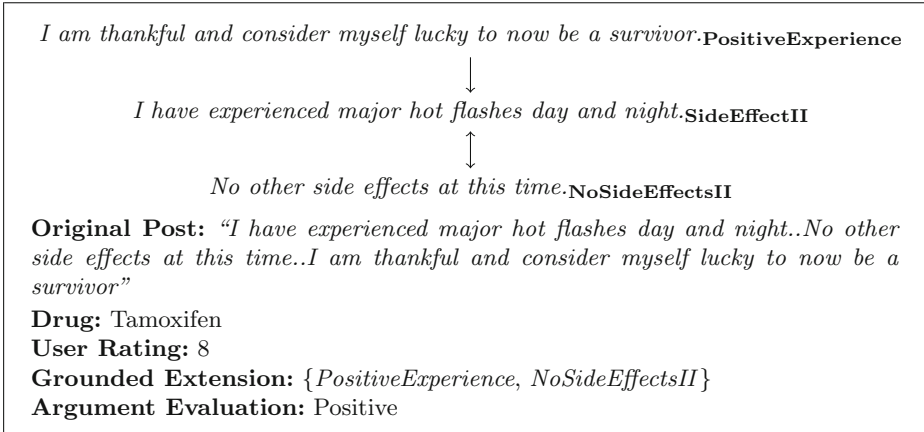 I am thankful and consider myself lucky to now be a survivor.PositiveExperience
I have experienced major hot flashes day and night.SideEffectII
No other side effects at this time.NoSideEffectsII
Original Post: “I have experienced major hot flashes day and night..No other
side effects at this time..I am thankful and consider myself lucky to now be a
survivor”
Drug: Tamoxifen
User Rating: 8
Grounded Extension: {PositiveExperience, NoSideEffectsII}
Argument Evaluation: Positive